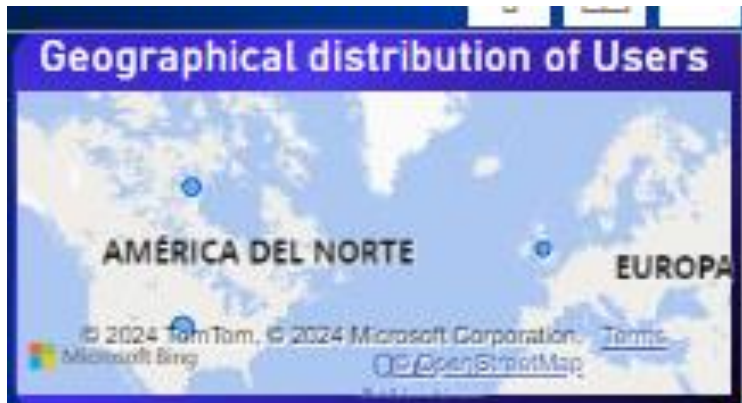 Geographical distribution of Users
AMÉRICA DEL NORTE
EUROPA
© 2024 TomTom, © 2024 Microsoft Corporation, Terms
Microsoft Bing
© OpenStreetMap